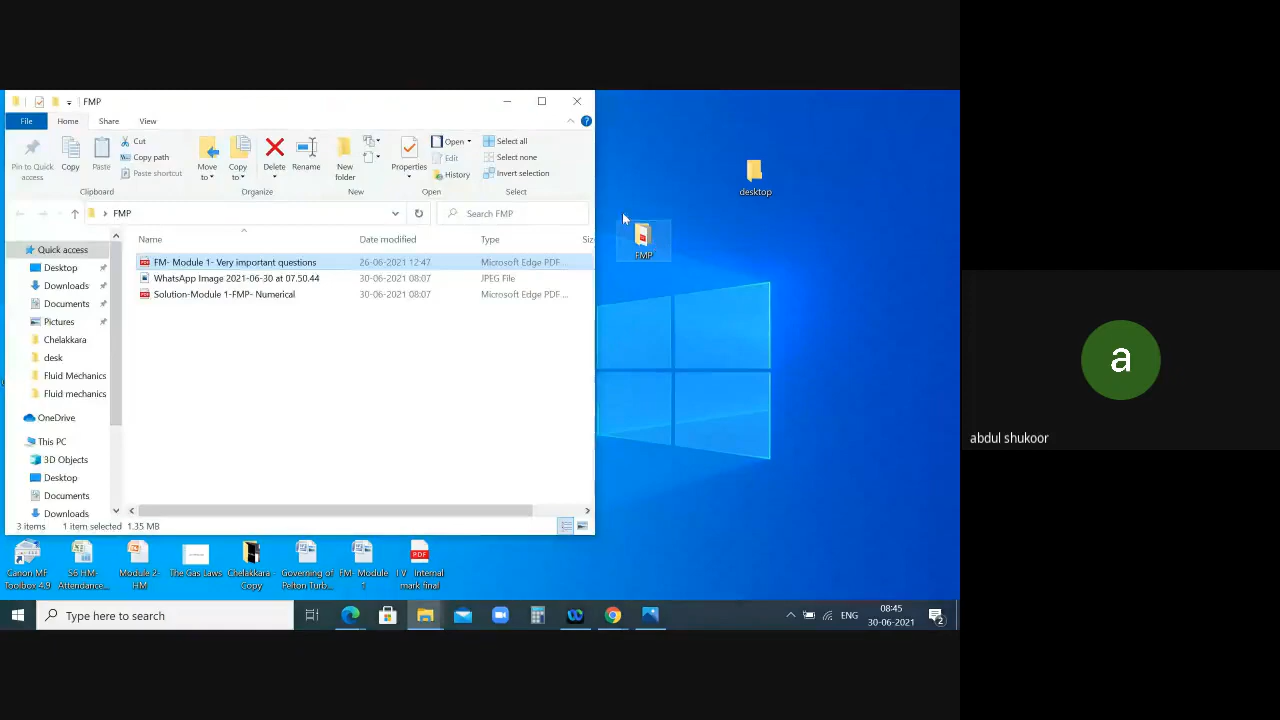 FMP
File Home Share View
Pin to Quick access
Copy
Paste
Cut
Copy path
Paste shortcut
Clipboard
Move to
Copy to
Delete
Rename
Organize
New folder
New
Properties
Open
Edit
History
Open
Select all
Select none
Invert selection
Select
FMP
Search FMP
Name Date modified Type Siz
FM- Module 1- Very important questions 26-06-2021 12:47 Microsoft Edge PDF ...
WhatsApp Image 2021-06-30 at 07.50.44 30-06-2021 08:07 JPEG File
Solution-Module 1-FMP- Numerical 30-06-2021 08:07 Microsoft Edge PDF ...
Quick access
Desktop
Downloads
Documents
Pictures
Chelakkara
desk
Fluid Mechanics
Fluid mechanics
OneDrive
This PC
3D Objects
Desktop
Documents
Downloads
3 items 1 item selected 1.35 MB
desktop
FMP
Canon MF Toolbox 4.9
S6 HM- Attendance...
Module 2- HM
The Gas Laws
Chelakkara - Copy
Governing of Pelton Turb...
FM- Module 1
PDF
I V - Internal mark final
Type here to search
ENG
08:45
30-06-2021
2
a
abdul shukoor